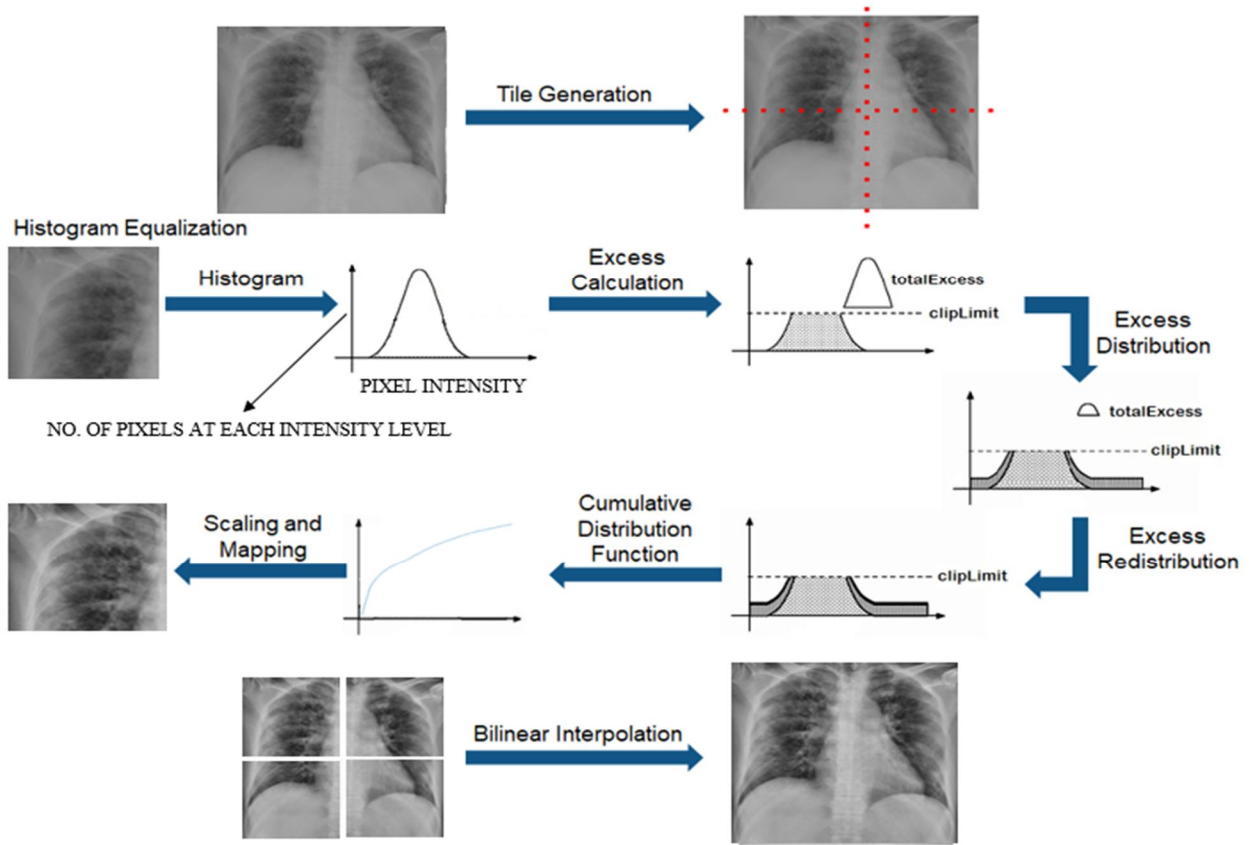 Tile Generation
Histogram Equalization
Histogram
PIXEL INTENSITY
NO. OF PIXELS AT EACH INTENSITY LEVEL
Excess
Calculation
totalExcess
clipLimit
Excess
Distribution
totalExcess
clipLimit
Excess
Redistribution
clipLimit
Cumulative
Distribution
Function
Scaling and
Mapping
Bilinear Interpolation